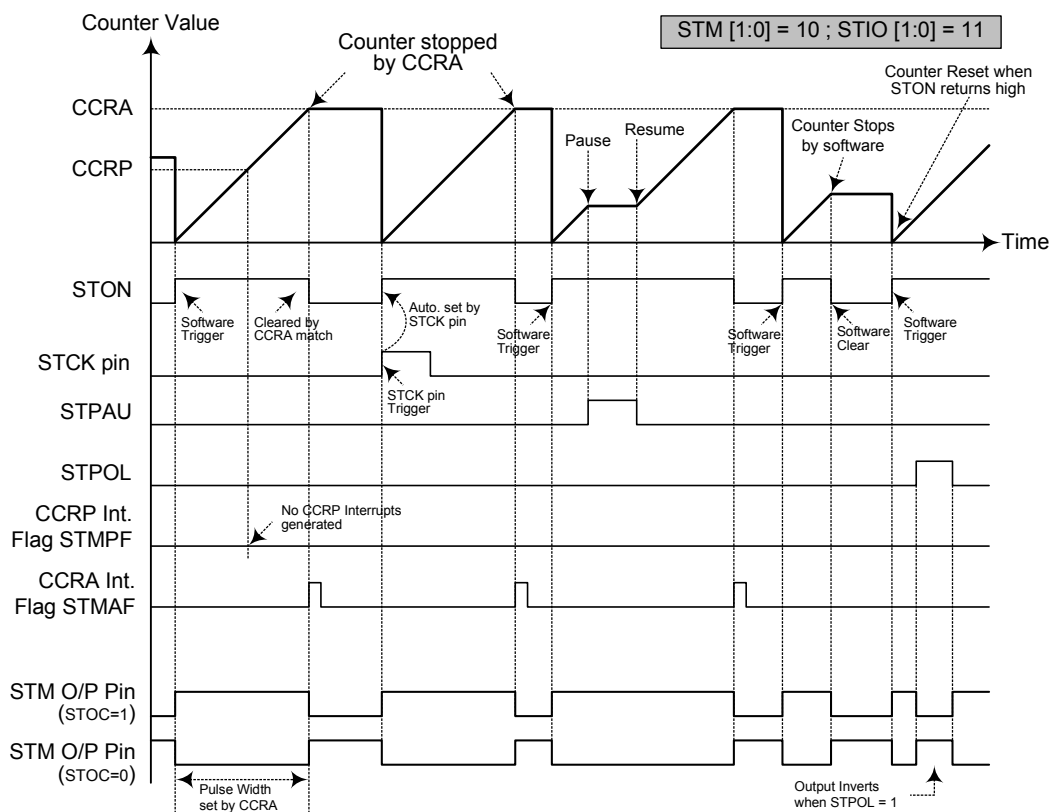 Counter Value
STM [1:0] = 10 ; STIO [1:0] = 11
Counter stopped
by CCRA
Counter Reset when
STON returns high
CCRA
CCRP
Pause
Resume
Counter Stops
by software
Time
STON
Software
Trigger
Cleared by
CCRA match
Auto. set by
STCK pin
Software
Trigger
Software
Trigger
Software
Clear
Software
Trigger
STCK pin
STCK pin
Trigger
STPAU
STPOL
CCRP Int.
Flag STMPF
No CCRP Interrupts
generated
CCRA Int.
Flag STMAF
STM O/P Pin
(STOC=1)
STM O/P Pin
(STOC=0)
Pulse Width
set by CCRA
Output Inverts
when STPOL = 1